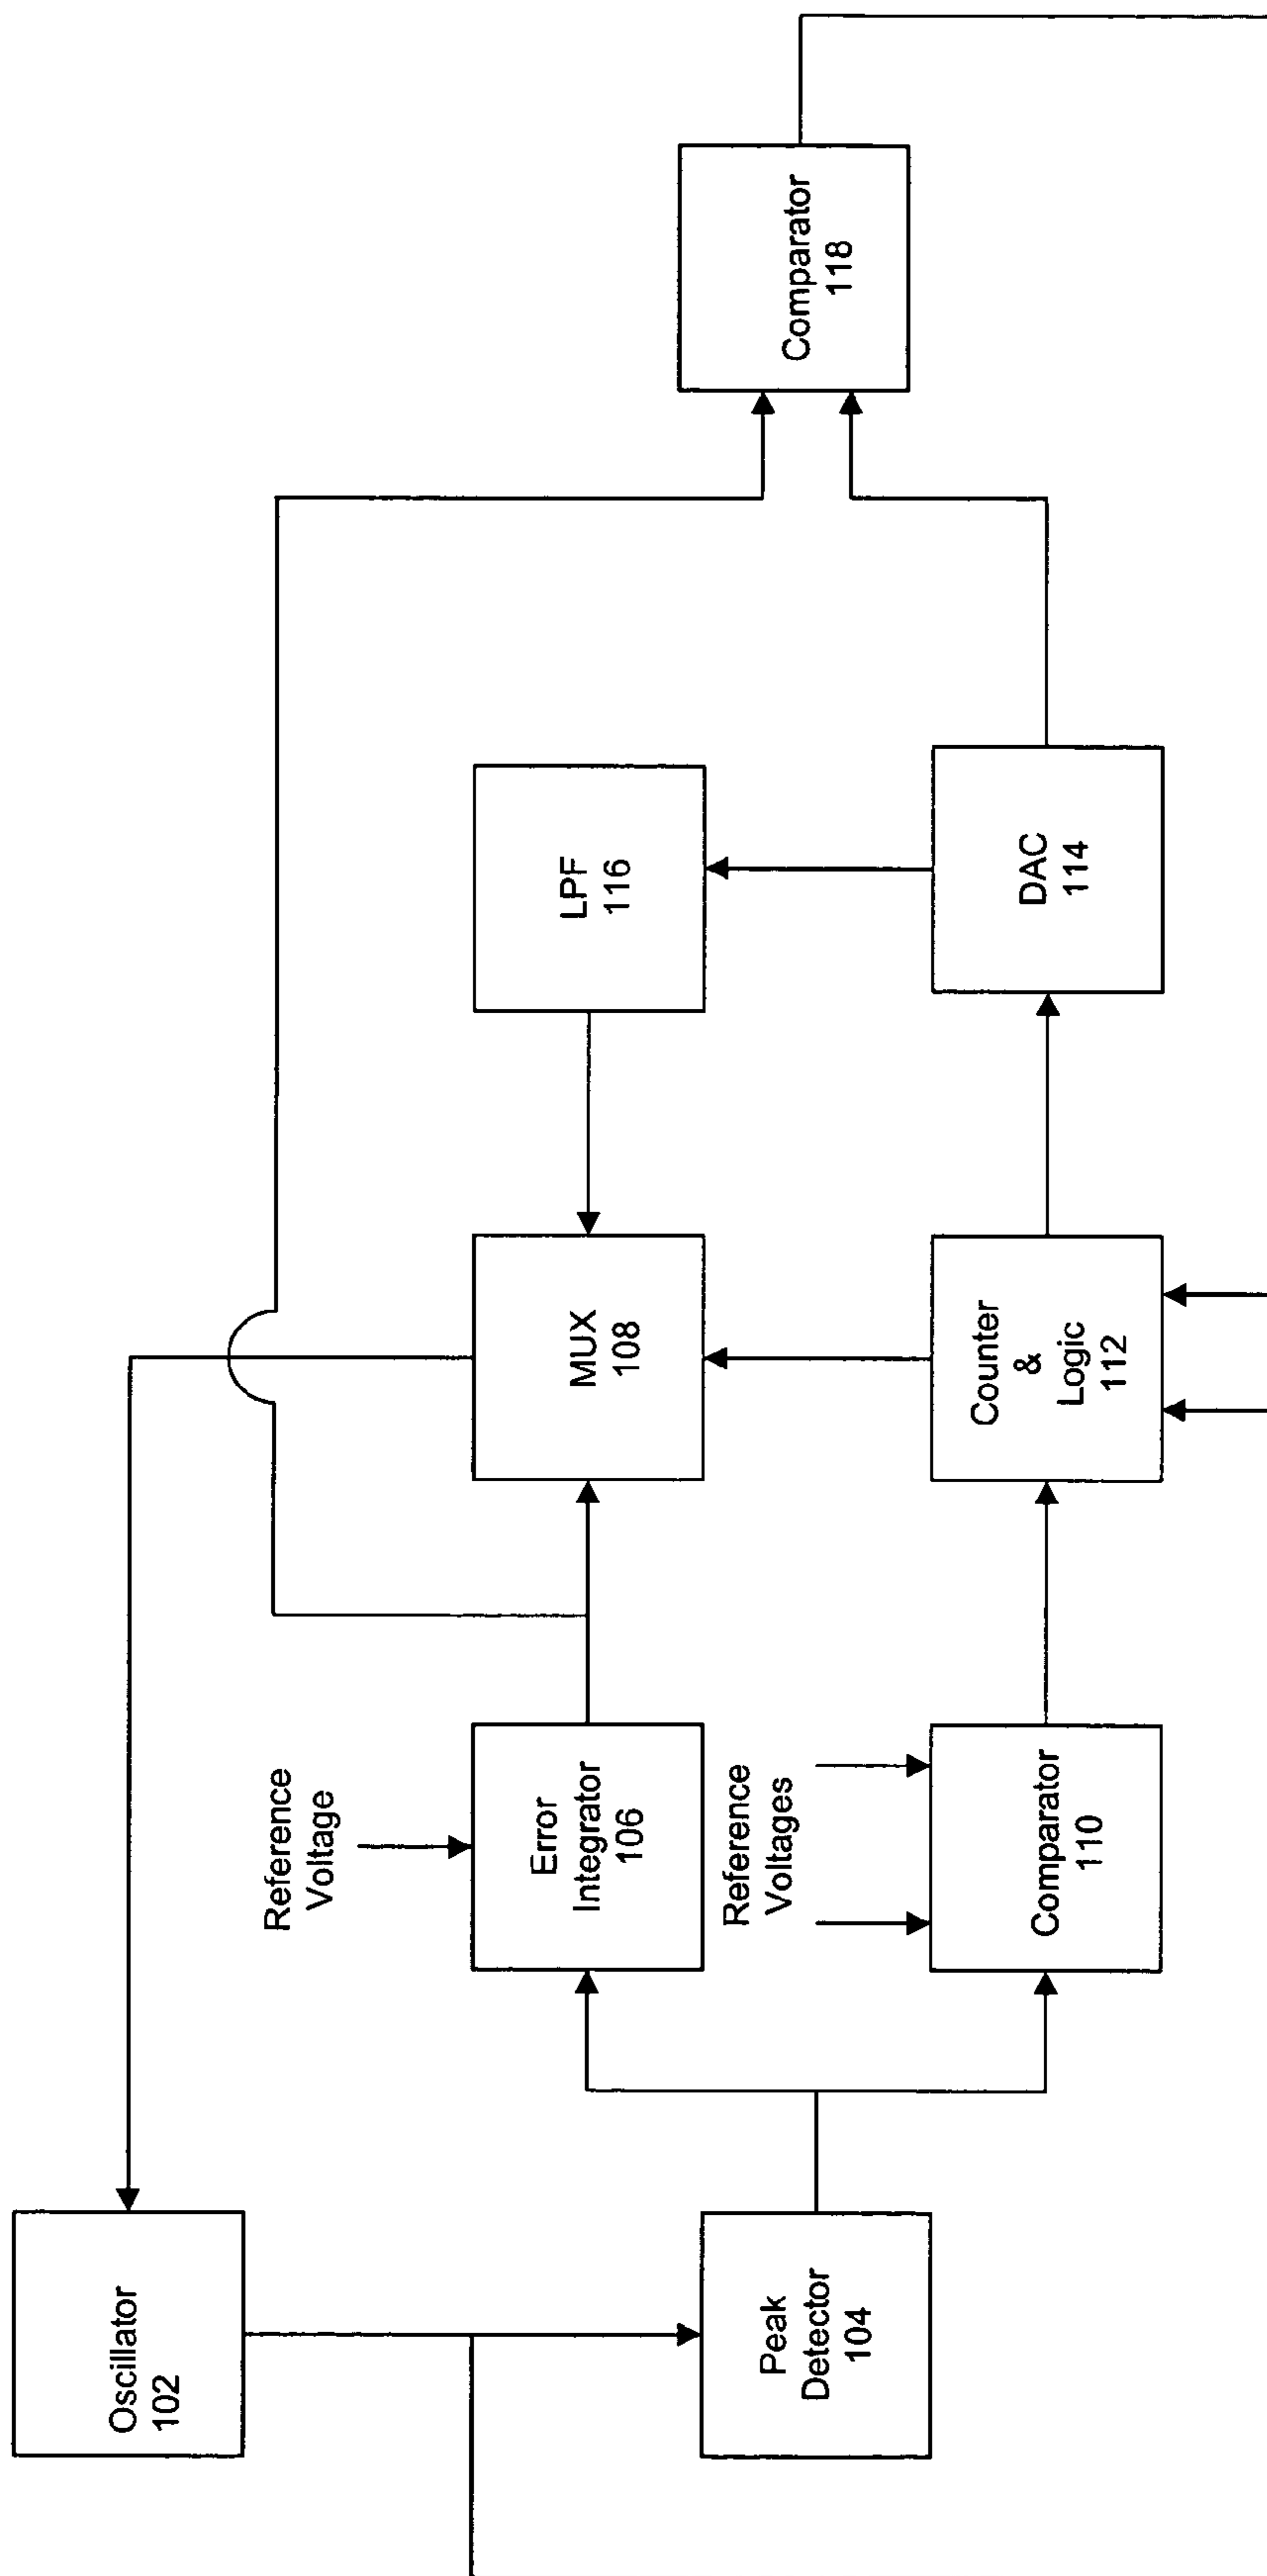 Oscillator
102
Peak
Detector
104
Reference
Voltage
Error
Integrator
106
Reference
Voltages
Comparator
110
MUX
108
Counter
&
Logic
112
LPF
116
DAC
114
Comparator
118